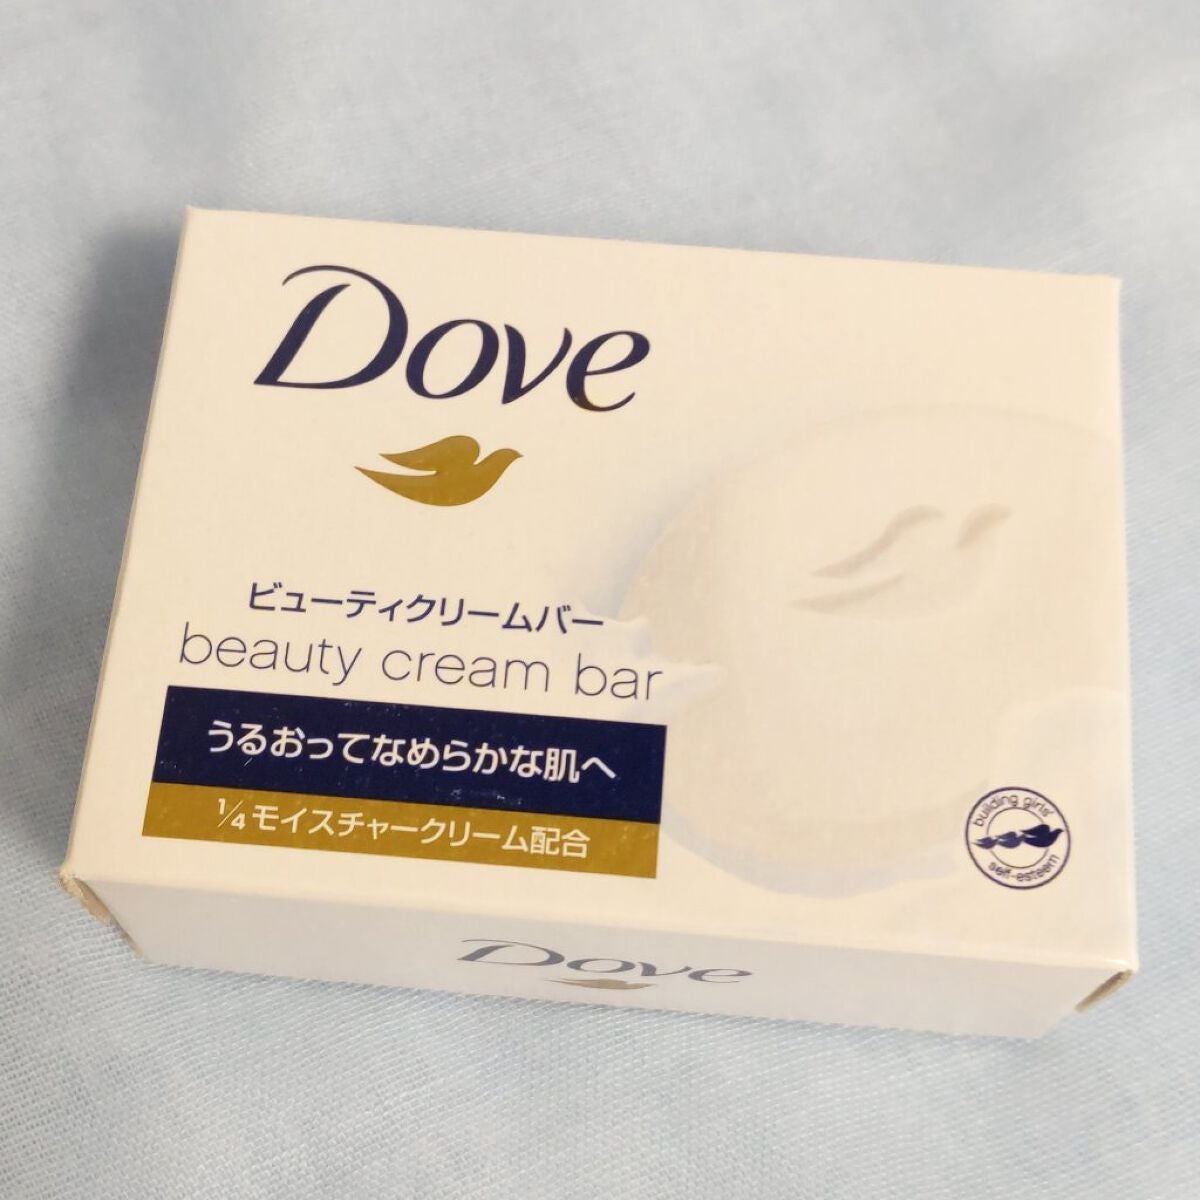 Dove
ビューティクリームバー
beauty cream bar
うるおってなめらかな肌へ
1/4モイスチャークリーム配合
building girls'
self-esteem
Dove